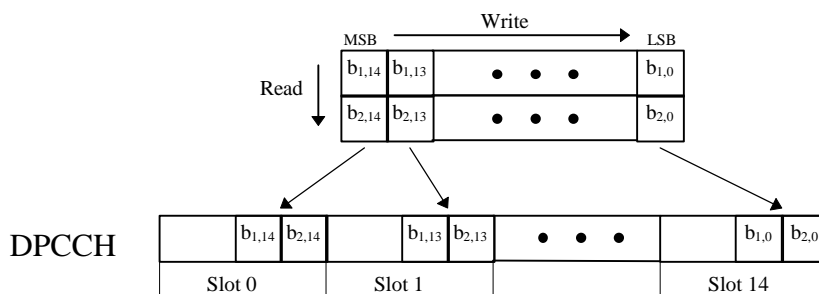 Write
MSB LSB
b1,14 b1,13 • • • b1,0
Read
b2,14 b2,13 • • • b2,0
DPCCH b1,14 b2,14 b1,13 b2,13 • • • b1,0 b2,0
Slot 0 Slot 1 Slot 14